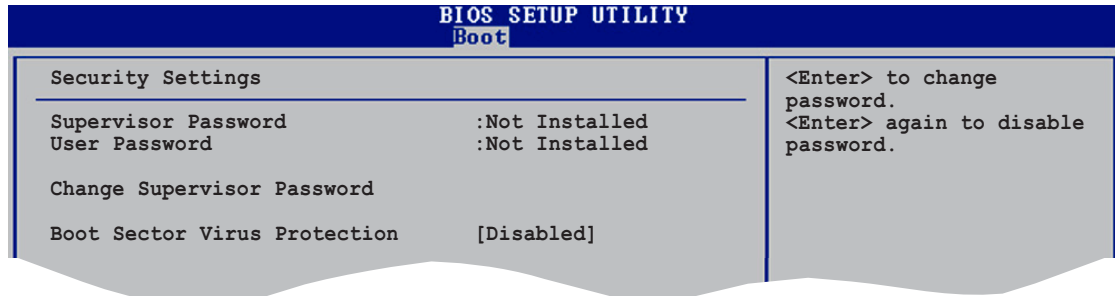 BIOS SETUP UTILITY
Boot
Security Settings
Supervisor Password :Not Installed
User Password :Not Installed
Change Supervisor Password
Boot Sector Virus Protection [Disabled]
<Enter> to change
password.
<Enter> again to disable
password.